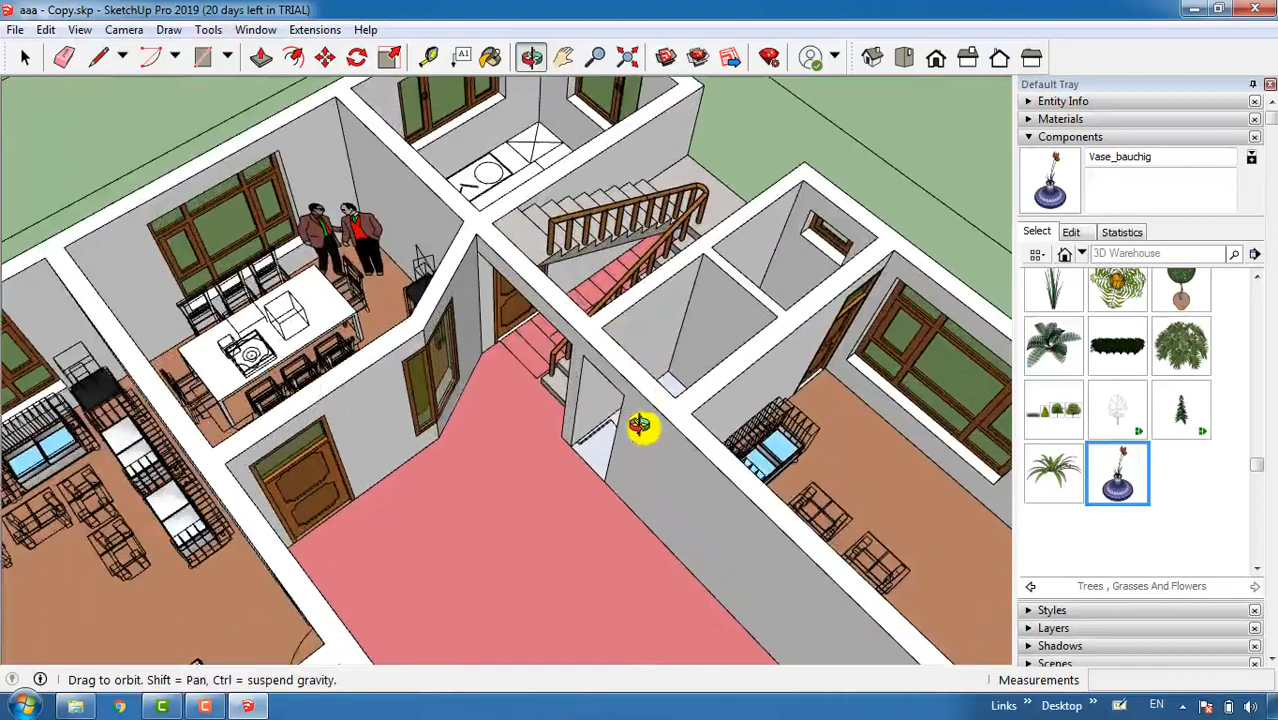 aaa - Copy.skp - SketchUp Pro 2019 (20 days left in TRIAL)
File Edit View Camera Draw Tools Window Extensions Help
A1
Default Tray
Entity Info
Materials
Components
Vase_bauchig
Select Edit Statistics
3D Warehouse
Trees , Grasses And Flowers
Styles
Layers
Shadows
Scenes
Drag to orbit. Shift = Pan, Ctrl = suspend gravity.
Measurements
Links Desktop EN